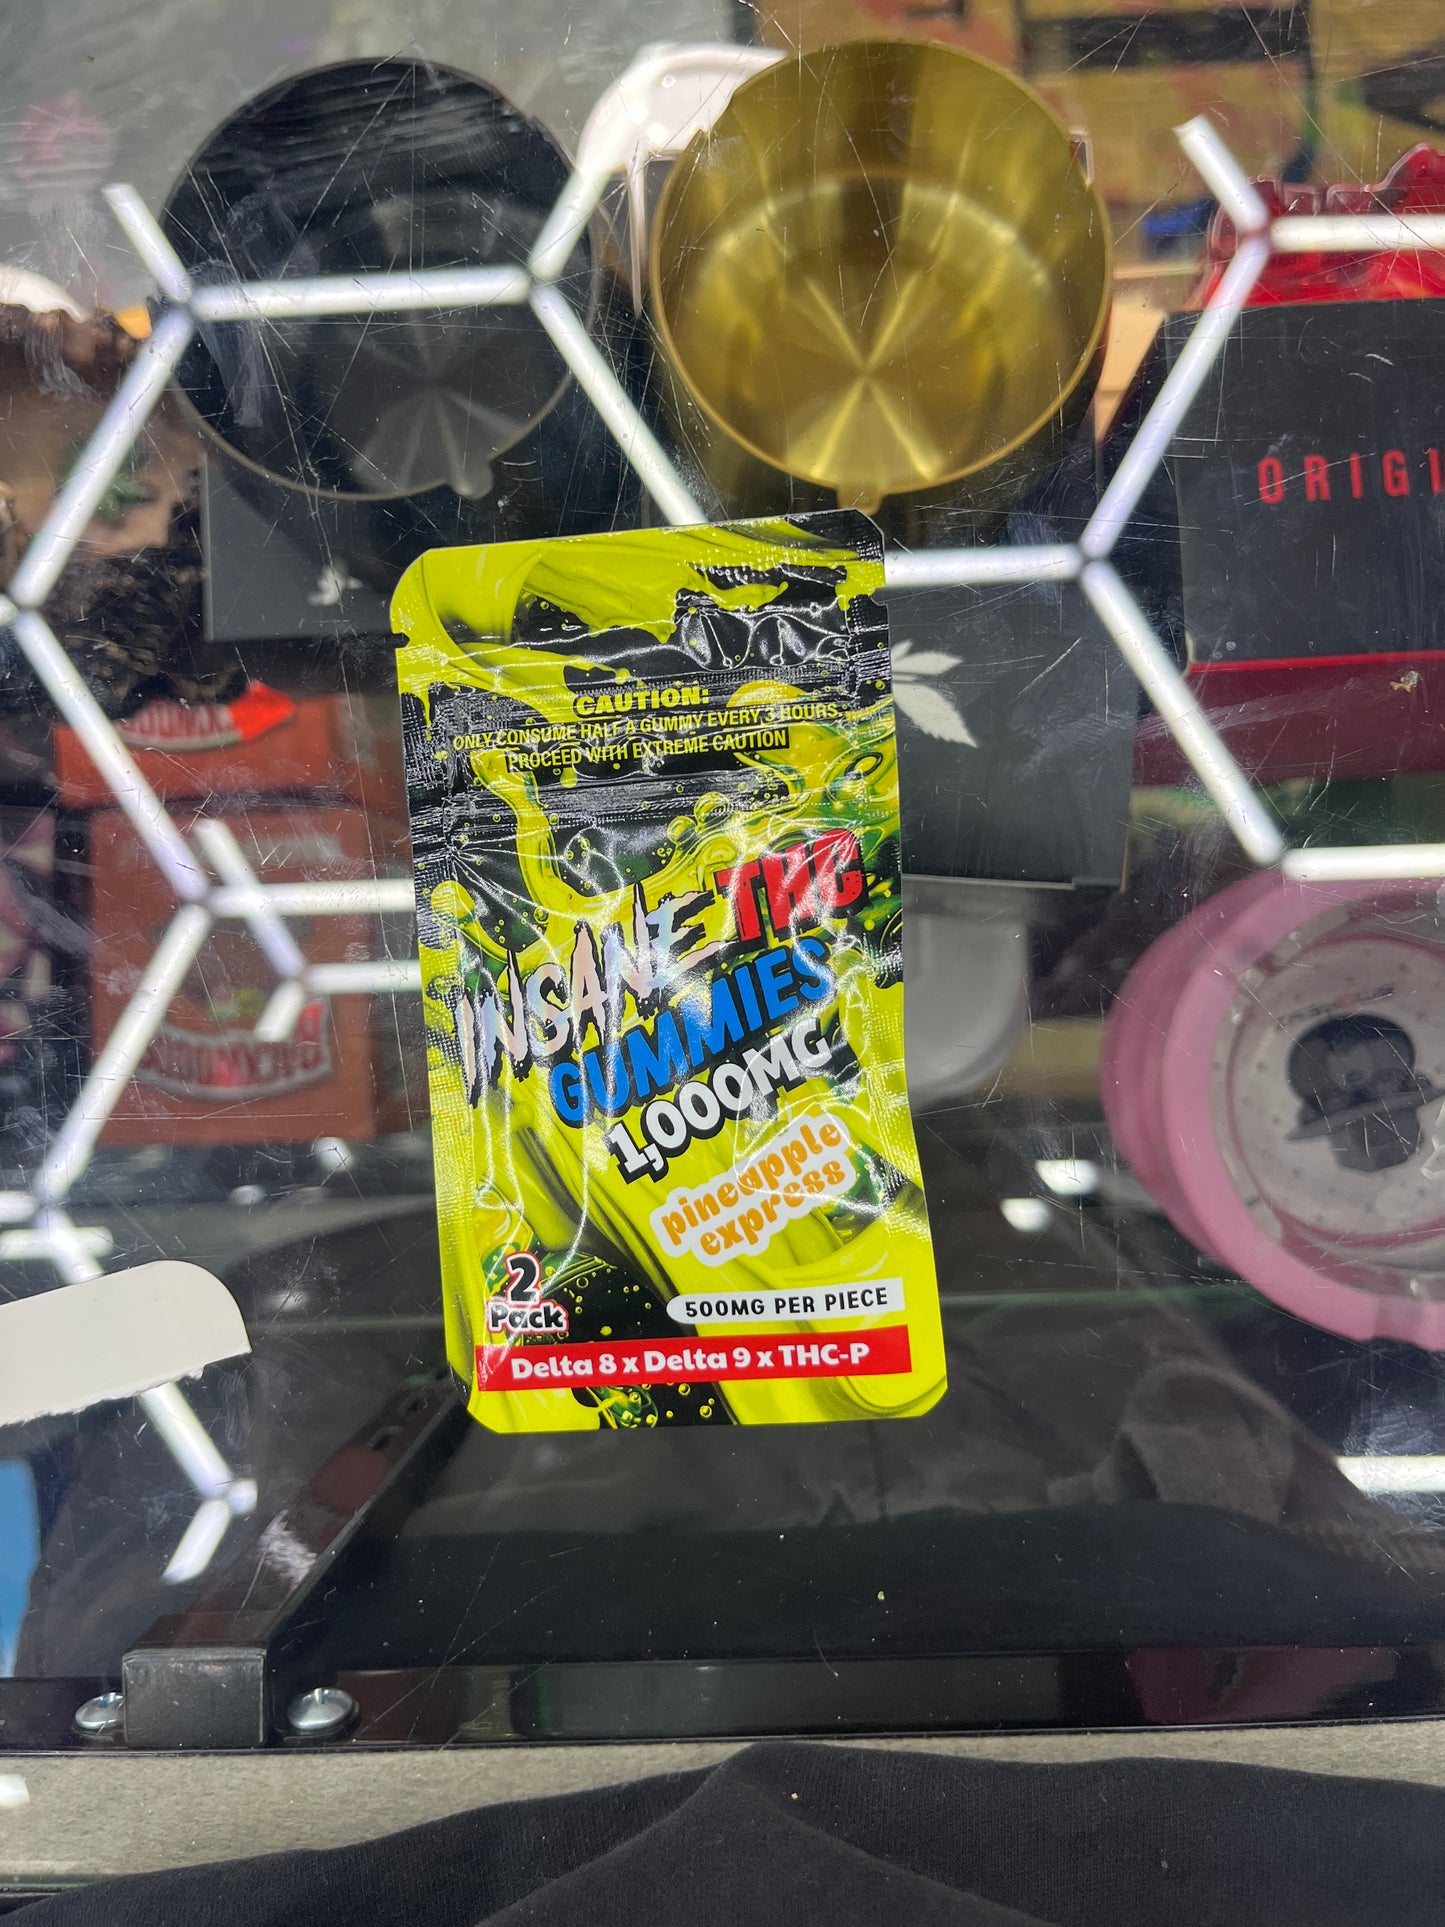 ORIGI
CAUTION:
ONLY CONSUME HALF A GUMMY EVERY 3 HOURS.
PROCEED WITH EXTREME CAUTION
INSANE THC
GUMMIES
1,000MG
pineapple
express
2
Pack
500MG PER PIECE
Delta 8 x Delta 9 x THC-P